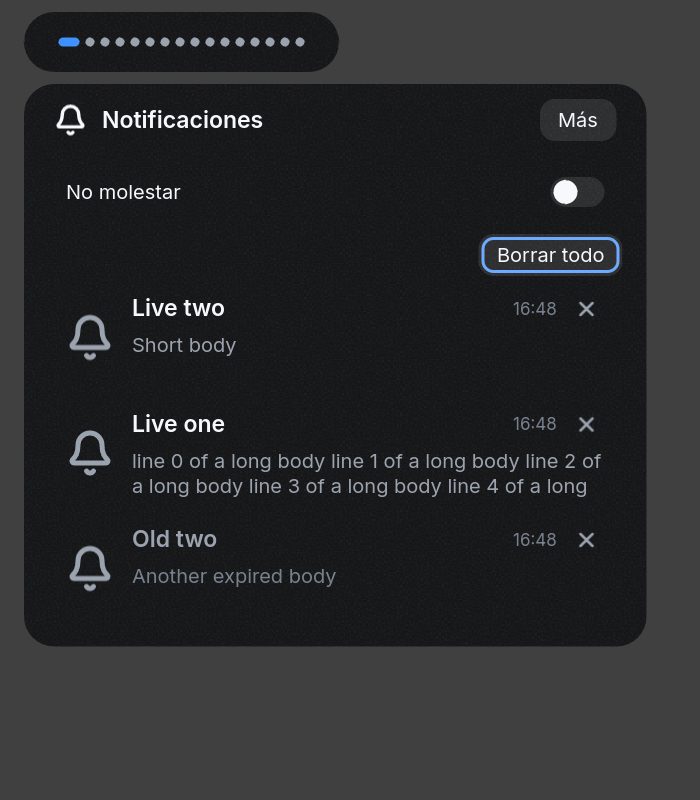 Notificaciones
Más
No molestar
Borrar todo
Live two
16:48
Short body
Live one
16:48
line 0 of a long body line 1 of a long body line 2 of
a long body line 3 of a long body line 4 of a long
Old two
16:48
Another expired body